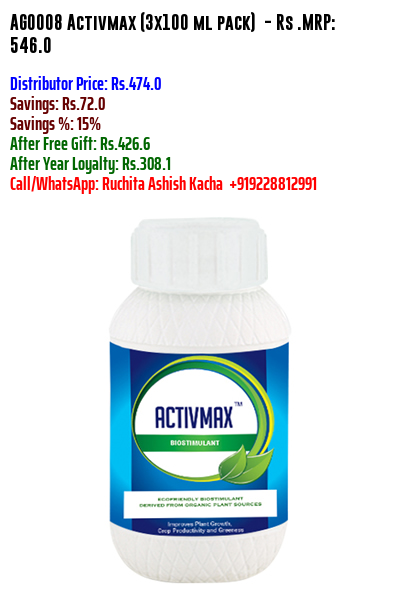 AG0008 Activmax (3x100 ml pack) - Rs .MRP:
546.0
Distributor Price: Rs.474.0
Savings: Rs.72.0
Savings %: 15%
After Free Gift: Rs.426.6
After Year Loyalty: Rs.308.1
Call/WhatsApp: Ruchita Ashish Kacha +919228812991
ACTIVMAX™
BIOSTIMULANT
ECOFRIENDLY BIOSTIMULANT
DERIVED FROM ORGANIC PLANT SOURCES
Improves Plant Growth,
Crop Productivity and Greeness